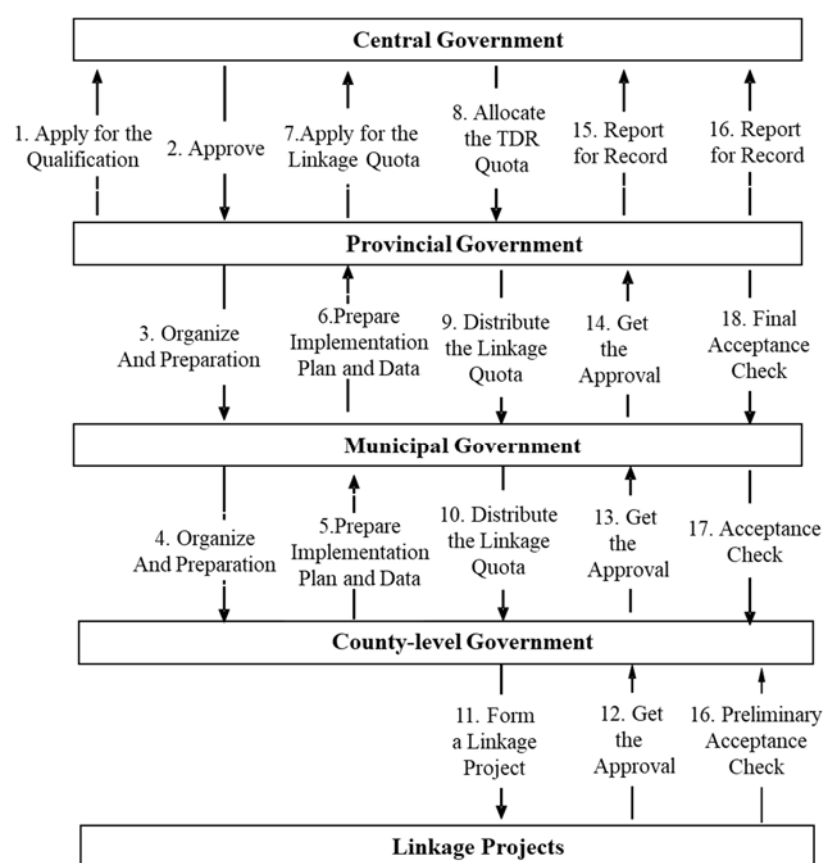 Central Government
1. Apply for the
Qualification
2. Approve
7.Apply for the
Linkage Quota
8. Allocate
the TDR
Quota
15. Report
for Record
16. Report
for Record
Provincial Government
3. Organize
And Preparation
6.Prepare
Implementation
Plan and Data
9. Distribute
the Linkage
Quota
14. Get
the
Approval
18. Final
Acceptance
Check
Municipal Government
4. Organize
And Preparation
5.Prepare
Implementation
Plan and Data
10. Distribute
the Linkage
Quota
13. Get
the
Approval
17. Acceptance
Check
County-level Government
11. Form
a Linkage
Project
12. Get
the
Approval
16. Preliminary
Acceptance
Check
Linkage Projects